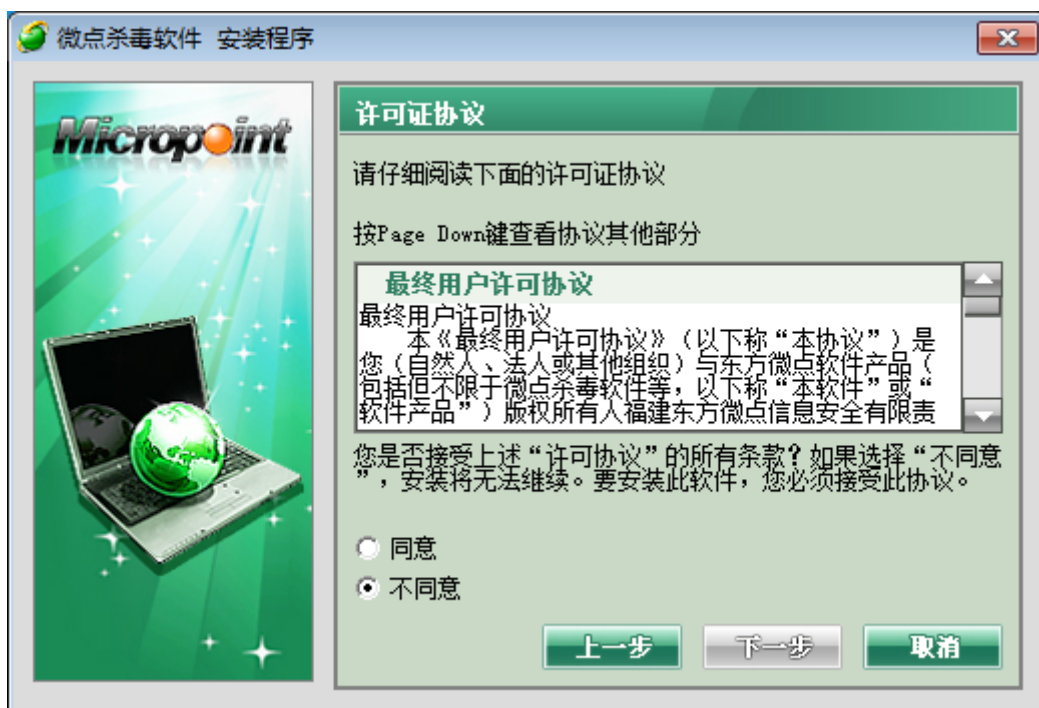 微点杀毒软件 安装程序
Micropoint
许可证协议
请仔细阅读下面的许可证协议
按Page Down键查看协议其他部分
最终用户许可协议
最终用户许可协议
本《最终用户许可协议》（以下称“本协议”）是
您（自然人、法人或其他组织）与东方微点软件产品（
包括但不限于微点杀毒软件等，以下称“本软件”或“
软件产品”）版权所有人福建东方微点信息安全有限责
您是否接受上述“许可协议”的所有条款？如果选择“不同意
”，安装将无法继续。要安装此软件，您必须接受此协议。
同意
不同意
上一步 下一步 取消